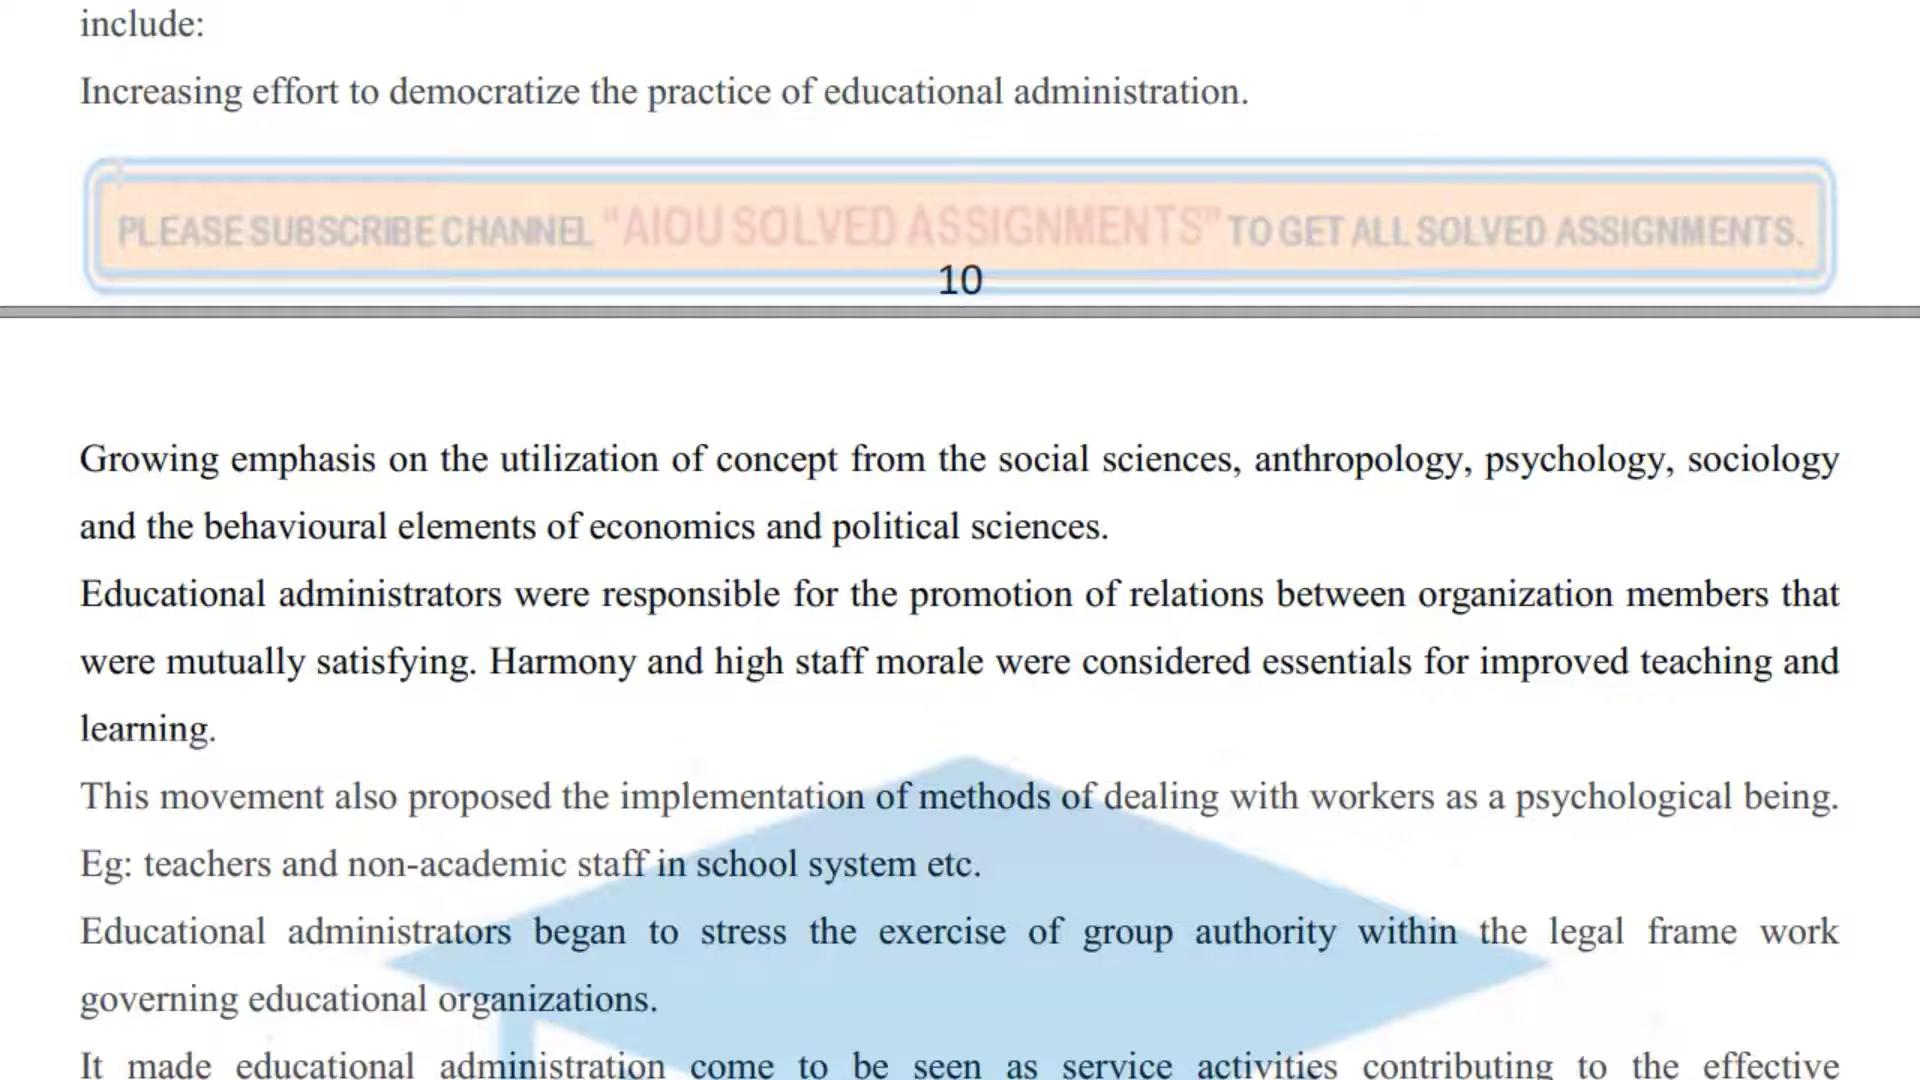 include:
Increasing effort to democratize the practice of educational administration.
PLEASE SUBSCRIBE CHANNEL "AIOU SOLVED ASSIGNMENTS" TO GET ALL SOLVED ASSIGNMENTS.
10
Growing emphasis on the utilization of concept from the social sciences, anthropology, psychology, sociology
and the behavioural elements of economics and political sciences.
Educational administrators were responsible for the promotion of relations between organization members that
were mutually satisfying. Harmony and high staff morale were considered essentials for improved teaching and
learning.
This movement also proposed the implementation of methods of dealing with workers as a psychological being.
Eg: teachers and non-academic staff in school system etc.
Educational administrators began to stress the exercise of group authority within the legal frame work
governing educational organizations.
It made educational administration come to be seen as service activities contributing to the effective